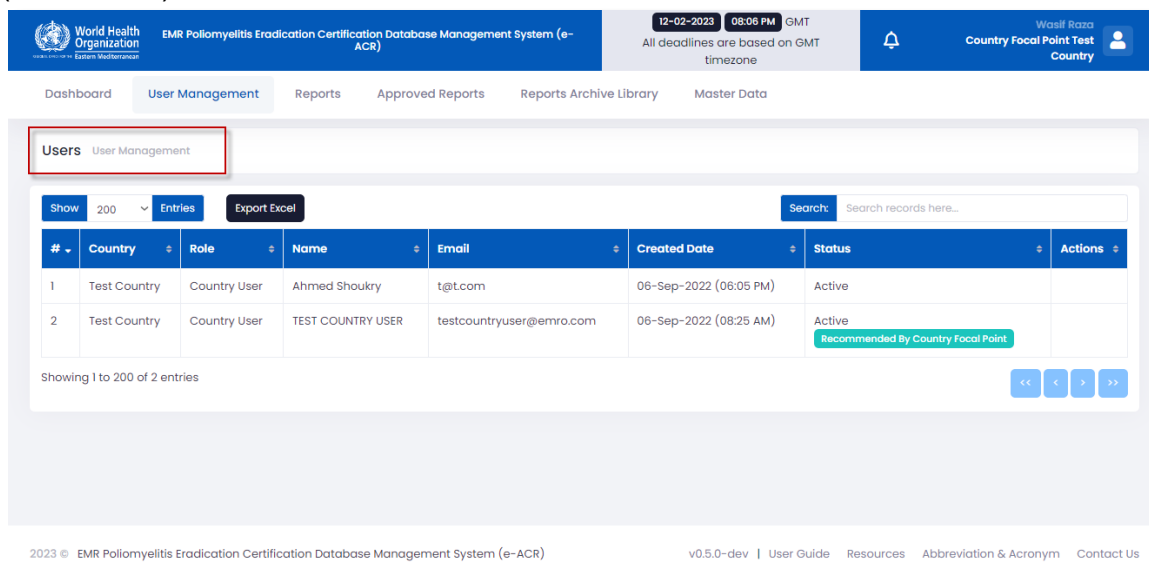 World Health
Organization
Eastern Mediterranean
EMR Poliomyelitis Eradication Certification Database Management System (e-
ACR)
12-02-2023 08:06 PM GMT
All deadlines are based on GMT
timezone
Wasif Raza
Country Focal Point Test
Country
Dashboard User Management Reports Approved Reports Reports Archive Library Master Data
Users User Management
Show 200 Entries Export Excel Search: Search records here...
# Country Role Name Email Created Date Status Actions
1 Test Country Country User Ahmed Shoukry t@t.com 06-Sep-2022 (06:05 PM) Active
2 Test Country Country User TEST COUNTRY USER testcountryuser@emro.com 06-Sep-2022 (08:25 AM) Active
Recommended By Country Focal Point
Showing 1 to 200 of 2 entries << < > >>
2023 © EMR Poliomyelitis Eradication Certification Database Management System (e-ACR) v0.5.0-dev | User Guide Resources Abbreviation & Acronym Contact Us